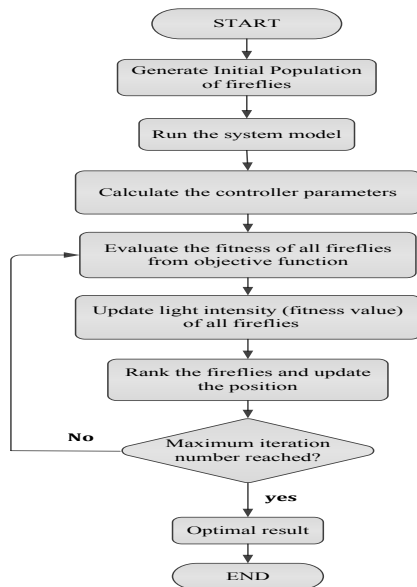 START
Generate Initial Population
of fireflies
Run the system model
Calculate the controller parameters
Evaluate the fitness of all fireflies
from objective function
Update light intensity (fitness value)
of all fireflies
Rank the fireflies and update
the position
No
Maximum iteration
number reached?
yes
Optimal result
END